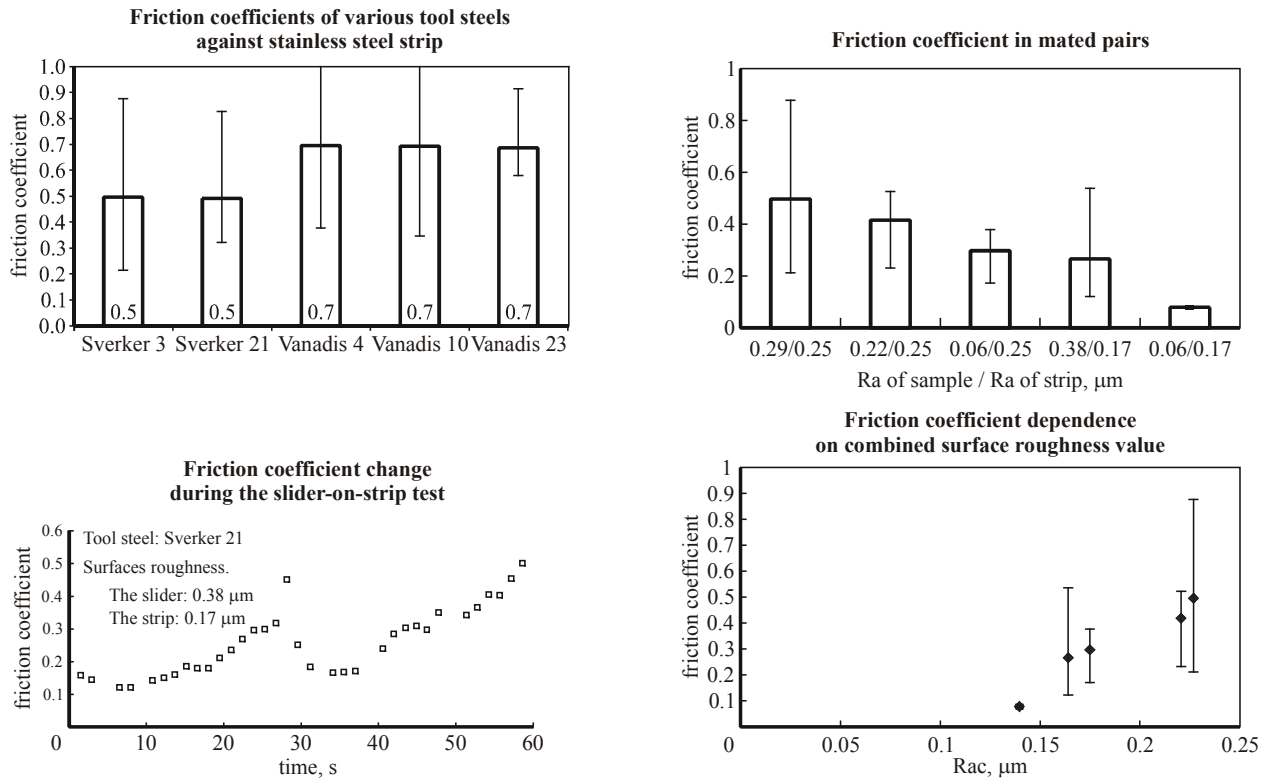 Friction coefficients of various tool steels
against stainless steel strip
friction coefficient
1.0
0.9
0.8
0.7
0.6
0.5
0.4
0.3
0.2
0.1
0.0
0.5 0.5 0.7 0.7 0.7
Sverker 3 Sverker 21 Vanadis 4 Vanadis 10 Vanadis 23
Friction coefficient in mated pairs
friction coefficient
1
0.8
0.6
0.4
0.2
0
0.29/0.25 0.22/0.25 0.06/0.25 0.38/0.17 0.06/0.17
Ra of sample / Ra of strip, μm
Friction coefficient change
during the slider-on-strip test
friction coefficient
0.6
0.5
0.4
0.3
0.2
0.1
Tool steel: Sverker 21
Surfaces roughness.
The slider: 0.38 μm
The strip: 0.17 μm
0 10 20 30 40 50 60
time, s
Friction coefficient dependence
on combined surface roughness value
friction coefficient
1
0.9
0.8
0.7
0.6
0.5
0.4
0.3
0.2
0.1
0 0.05 0.1 0.15 0.2 0.25
Rac, μm